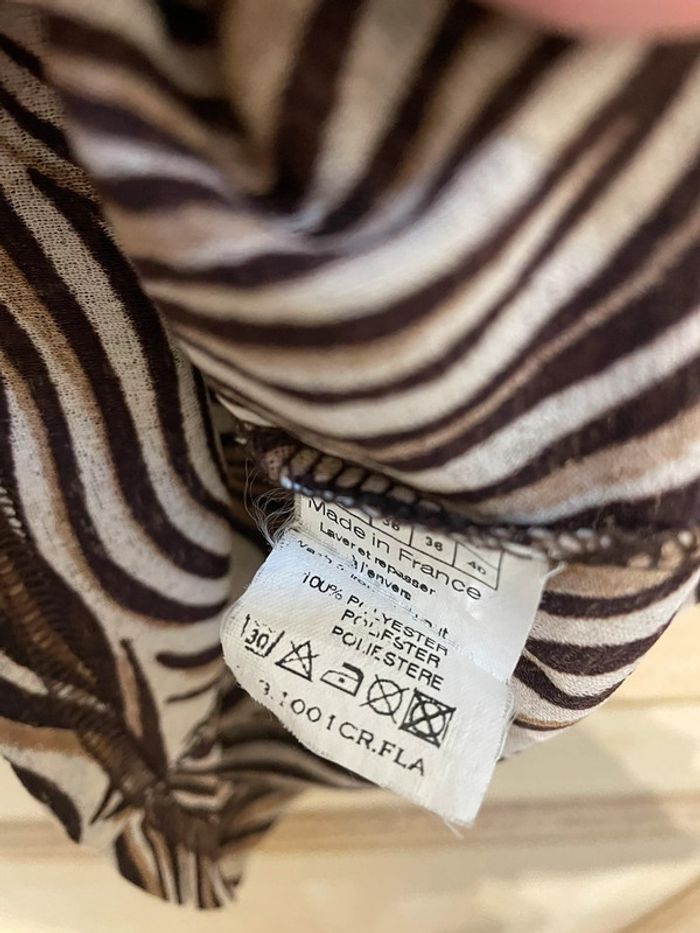 38 36 40
Made in France
Laver et repasser
à l'envers
100% POLYESTER
POLIESTER
POLIESTERE
30
3.1001CR.FLA